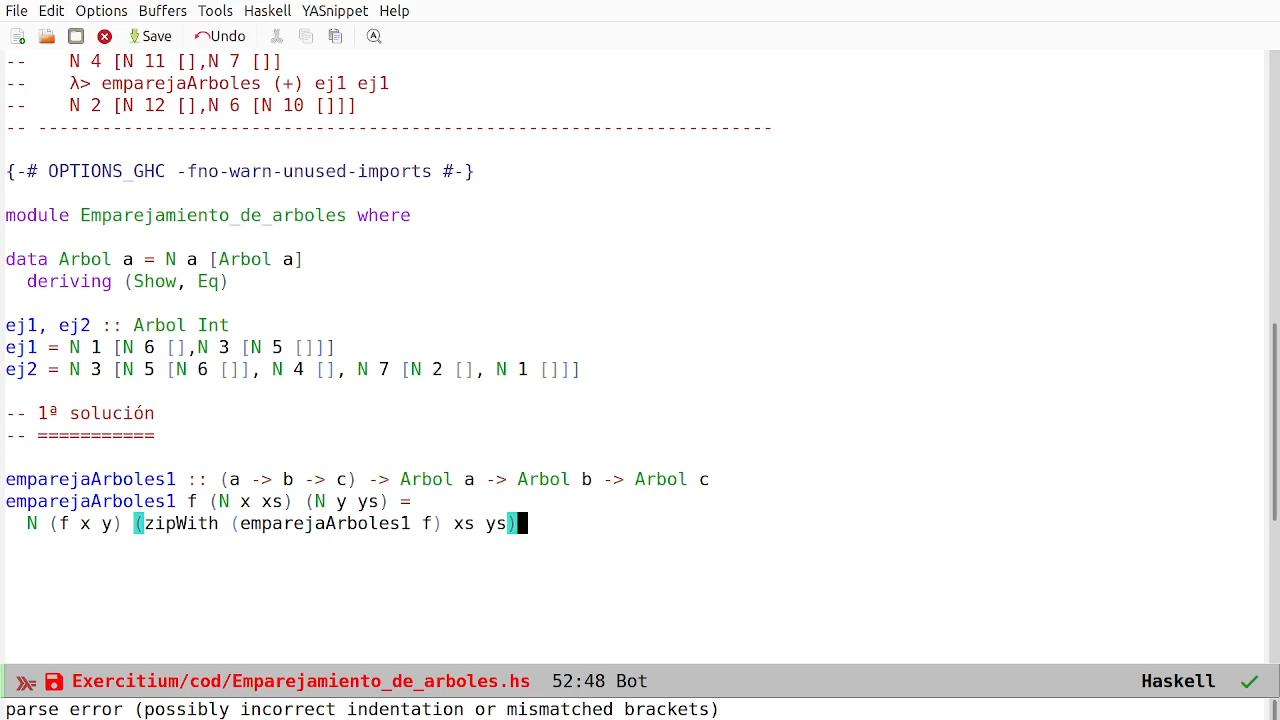 File Edit Options Buffers Tools Haskell YASnippet Help
Save Undo
--    N 4 [N 11 [],N 7 []]
--    λ> emparejaArboles (+) ej1 ej1
--    N 2 [N 12 [],N 6 [N 10 []]]
-- ---------------------------------------------------------------------
{-# OPTIONS_GHC -fno-warn-unused-imports #-}
module Emparejamiento_de_arboles where
data Arbol a = N a [Arbol a]
  deriving (Show, Eq)
ej1, ej2 :: Arbol Int
ej1 = N 1 [N 6 [],N 3 [N 5 []]]
ej2 = N 3 [N 5 [N 6 []], N 4 [], N 7 [N 2 [], N 1 []]]
-- 1ª solución
-- ===========
emparejaArboles1 :: (a -> b -> c) -> Arbol a -> Arbol b -> Arbol c
emparejaArboles1 f (N x xs) (N y ys) =
  N (f x y) (zipWith (emparejaArboles1 f) xs ys)
Exercitium/cod/Emparejamiento_de_arboles.hs 52:48 Bot Haskell
parse error (possibly incorrect indentation or mismatched brackets)